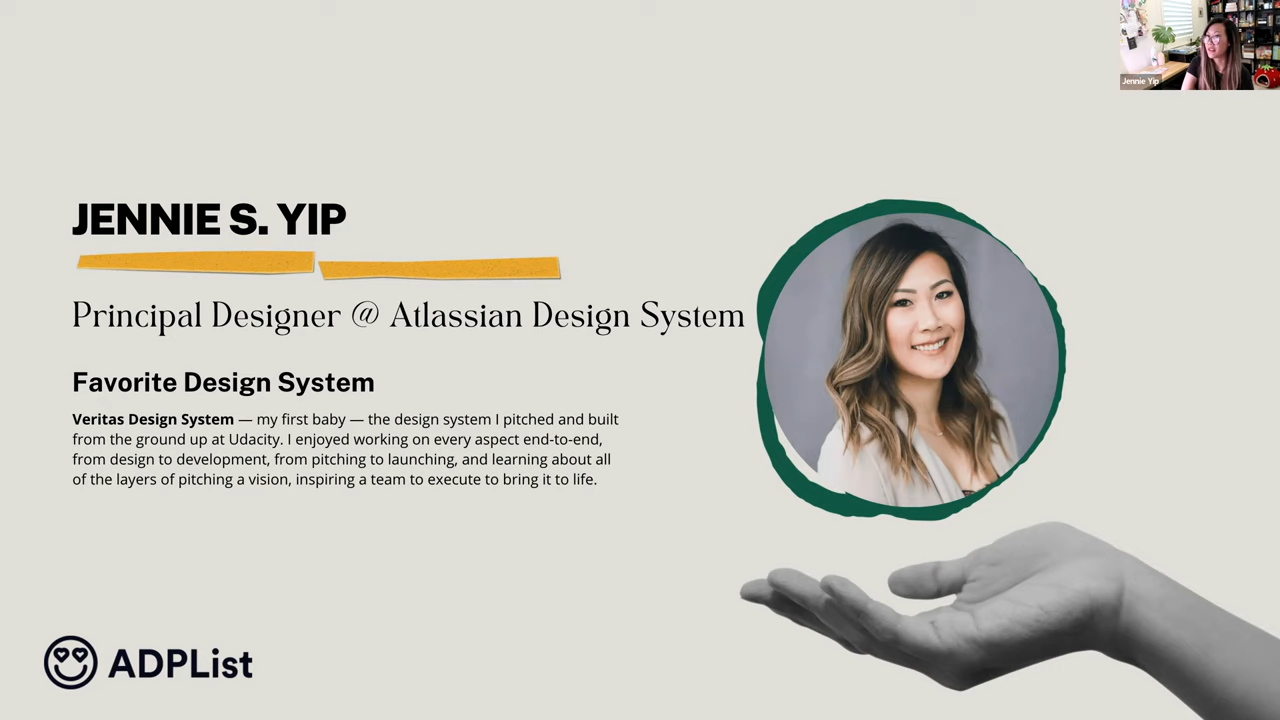 Jennie Yip
JENNIE S. YIP
Principal Designer @ Atlassian Design System
Favorite Design System
Veritas Design System — my first baby — the design system I pitched and built
from the ground up at Udacity. I enjoyed working on every aspect end-to-end,
from design to development, from pitching to launching, and learning about all
of the layers of pitching a vision, inspiring a team to execute to bring it to life.
ADPList